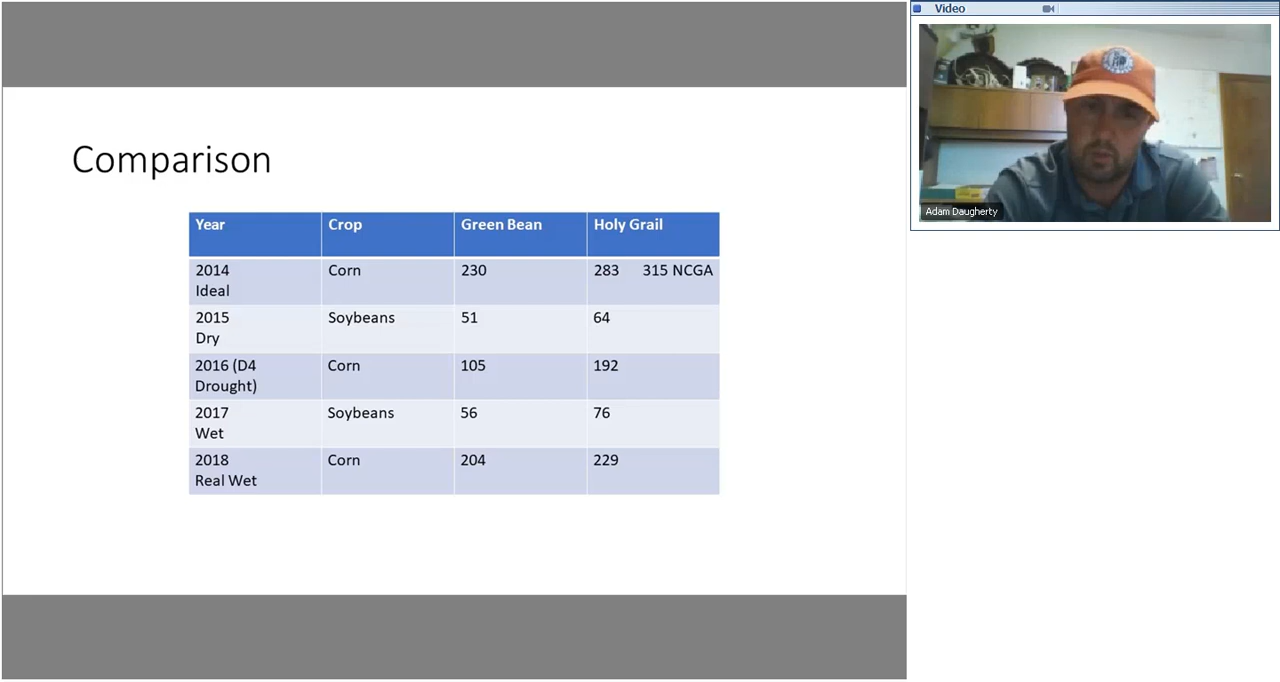 Video
Comparison
Year Crop Green Bean Holy Grail
2014 Corn 230 283 315 NCGA
Ideal
2015 Soybeans 51 64
Dry
2016 (D4 Corn 105 192
Drought)
2017 Soybeans 56 76
Wet
2018 Corn 204 229
Real Wet
Adam Daugherty